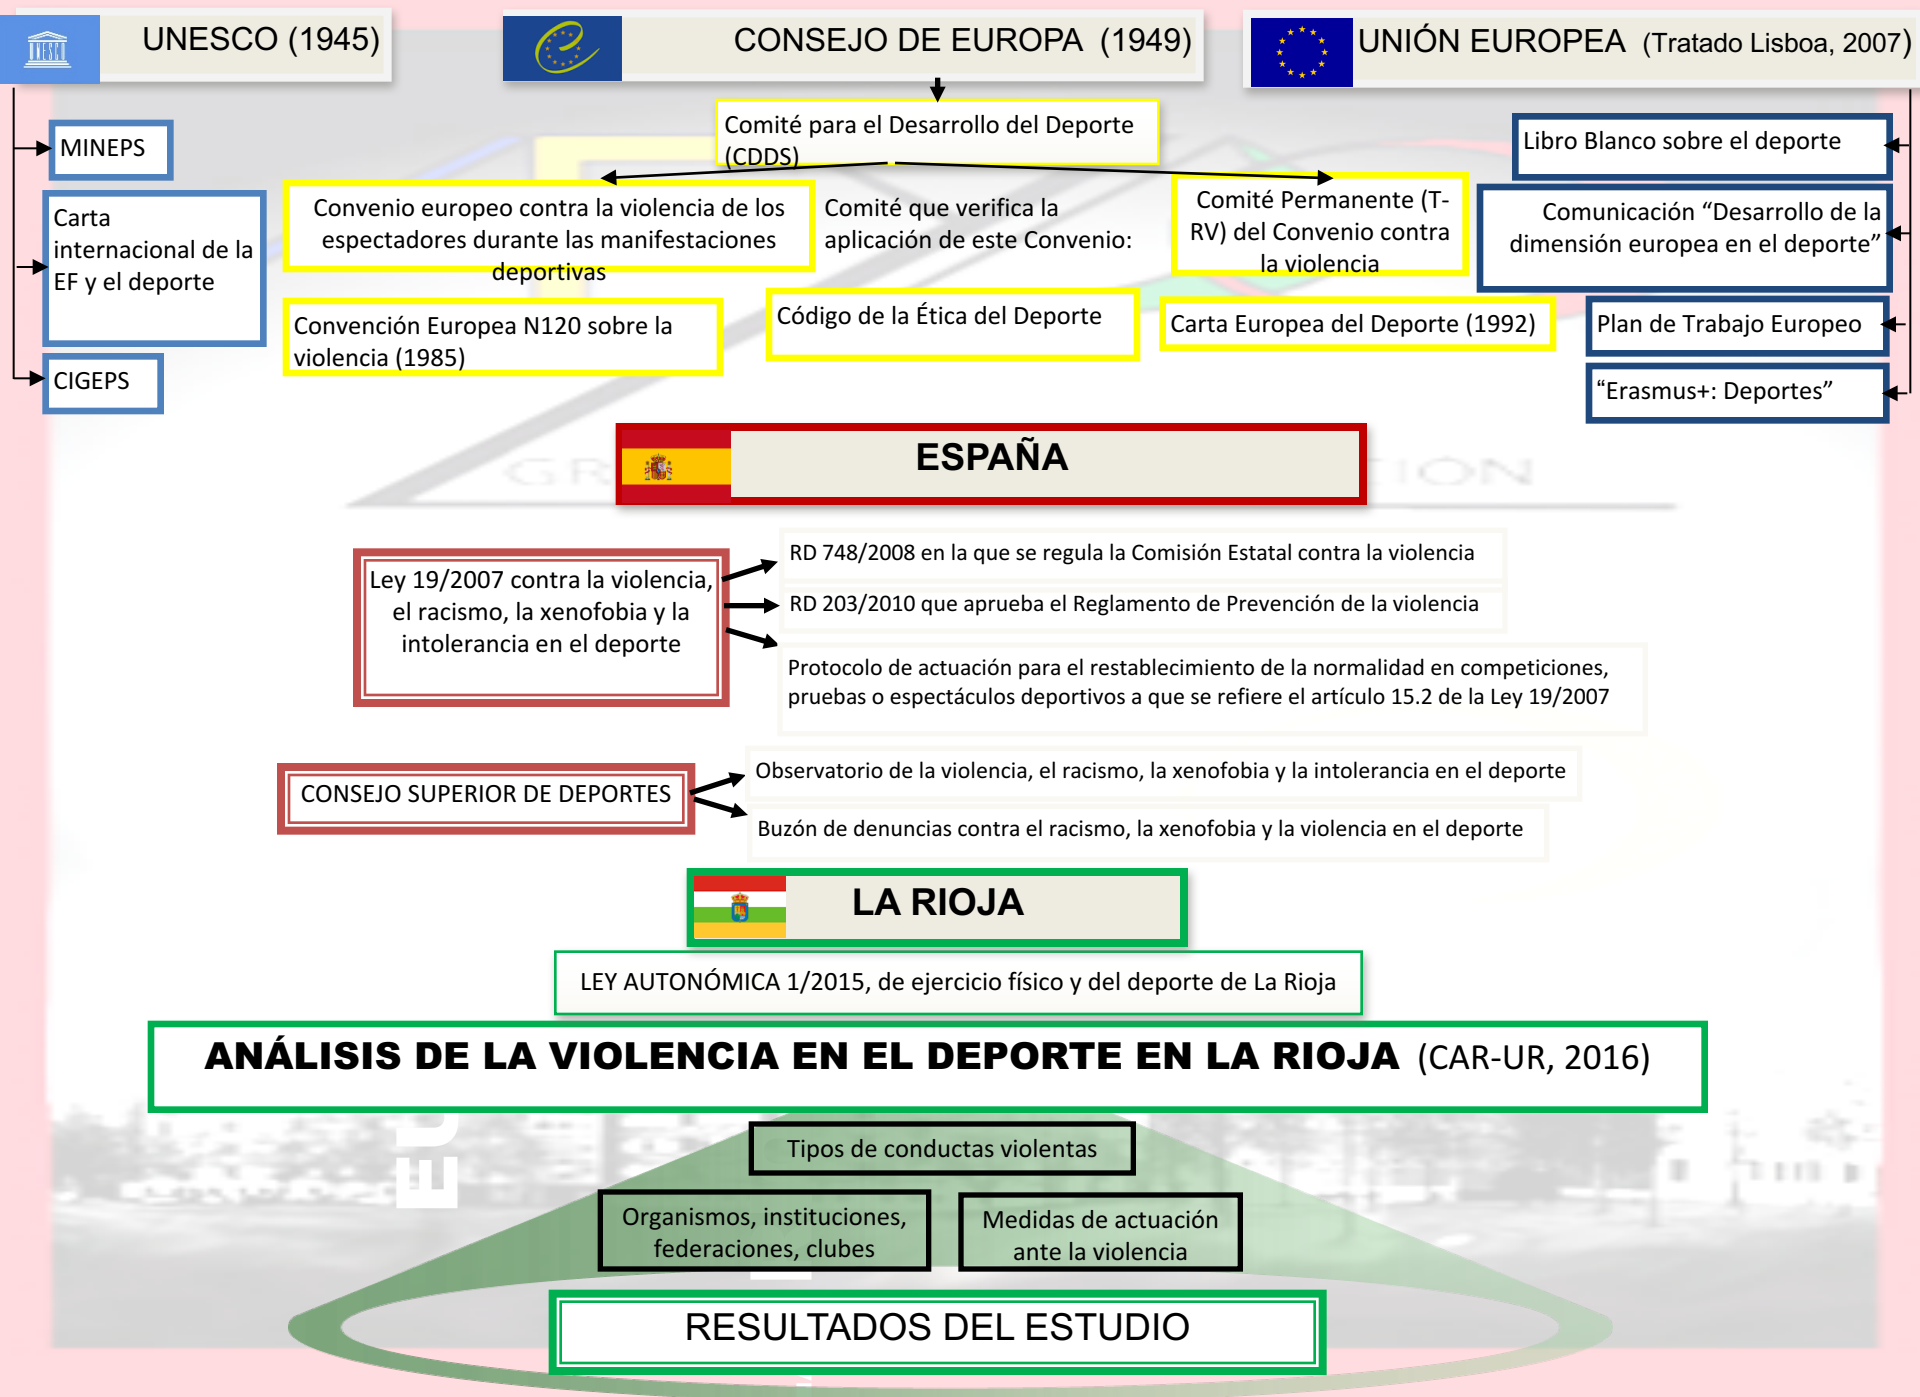 UNESCO
UNESCO (1945)
CONSEJO DE EUROPA (1949)
UNIÓN EUROPEA (Tratado Lisboa, 2007)
MINEPS
Carta
internacional de la
EF y el deporte
CIGEPS
Comité para el Desarrollo del Deporte
(CDDS)
Convenio europeo contra la violencia de los
espectadores durante las manifestaciones
deportivas
Comité que verifica la
aplicación de este Convenio:
Comité Permanente (T-
RV) del Convenio contra
la violencia
Convención Europea N120 sobre la
violencia (1985)
Código de la Ética del Deporte
Carta Europea del Deporte (1992)
Libro Blanco sobre el deporte
Comunicación “Desarrollo de la
dimensión europea en el deporte”
Plan de Trabajo Europeo
“Erasmus+: Deportes”
ESPAÑA
Ley 19/2007 contra la violencia,
el racismo, la xenofobia y la
intolerancia en el deporte
RD 748/2008 en la que se regula la Comisión Estatal contra la violencia
RD 203/2010 que aprueba el Reglamento de Prevención de la violencia
Protocolo de actuación para el restablecimiento de la normalidad en competiciones,
pruebas o espectáculos deportivos a que se refiere el artículo 15.2 de la Ley 19/2007
CONSEJO SUPERIOR DE DEPORTES
Observatorio de la violencia, el racismo, la xenofobia y la intolerancia en el deporte
Buzón de denuncias contra el racismo, la xenofobia y la violencia en el deporte
LA RIOJA
LEY AUTONÓMICA 1/2015, de ejercicio físico y del deporte de La Rioja
ANÁLISIS DE LA VIOLENCIA EN EL DEPORTE EN LA RIOJA (CAR-UR, 2016)
Tipos de conductas violentas
Organismos, instituciones,
federaciones, clubes
Medidas de actuación
ante la violencia
RESULTADOS DEL ESTUDIO